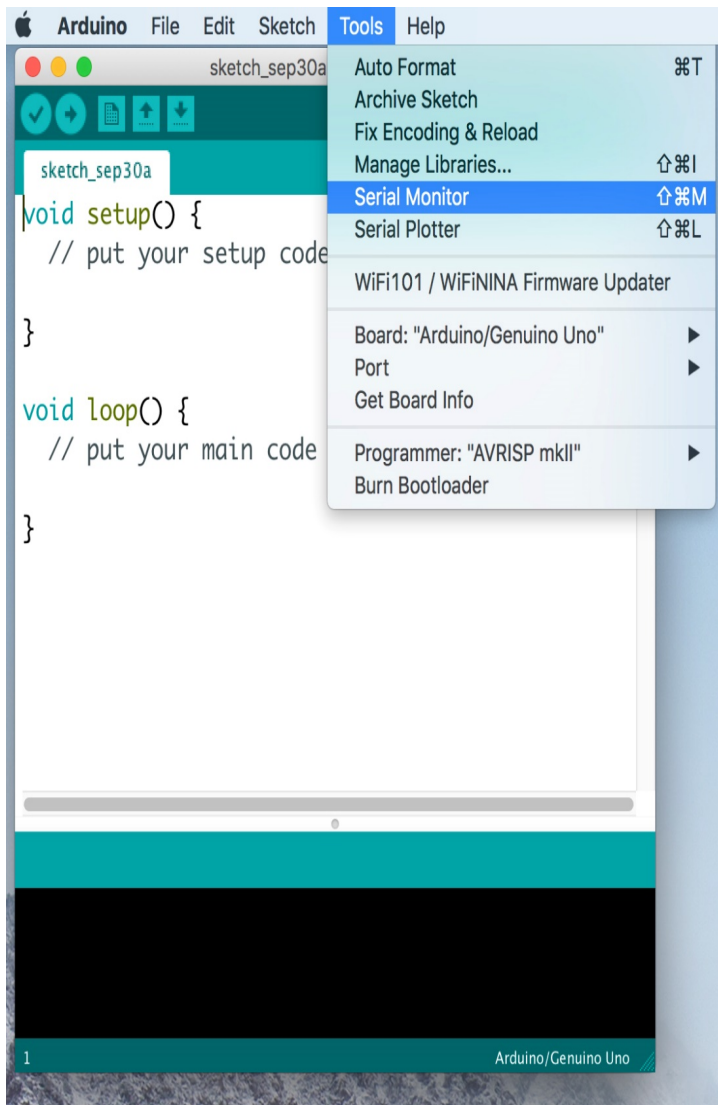 Arduino File Edit Sketch Tools Help
sketch_sep30a
Auto Format ⌘T
Archive Sketch
Fix Encoding & Reload
Manage Libraries... ⇧⌘I
Serial Monitor ⇧⌘M
Serial Plotter ⇧⌘L
WiFi101 / WiFiNINA Firmware Updater
Board: "Arduino/Genuino Uno"
Port
Get Board Info
Programmer: "AVRISP mkII"
Burn Bootloader
sketch_sep30a
void setup() {
// put your setup code
}
void loop() {
// put your main code
}
1 Arduino/Genuino Uno